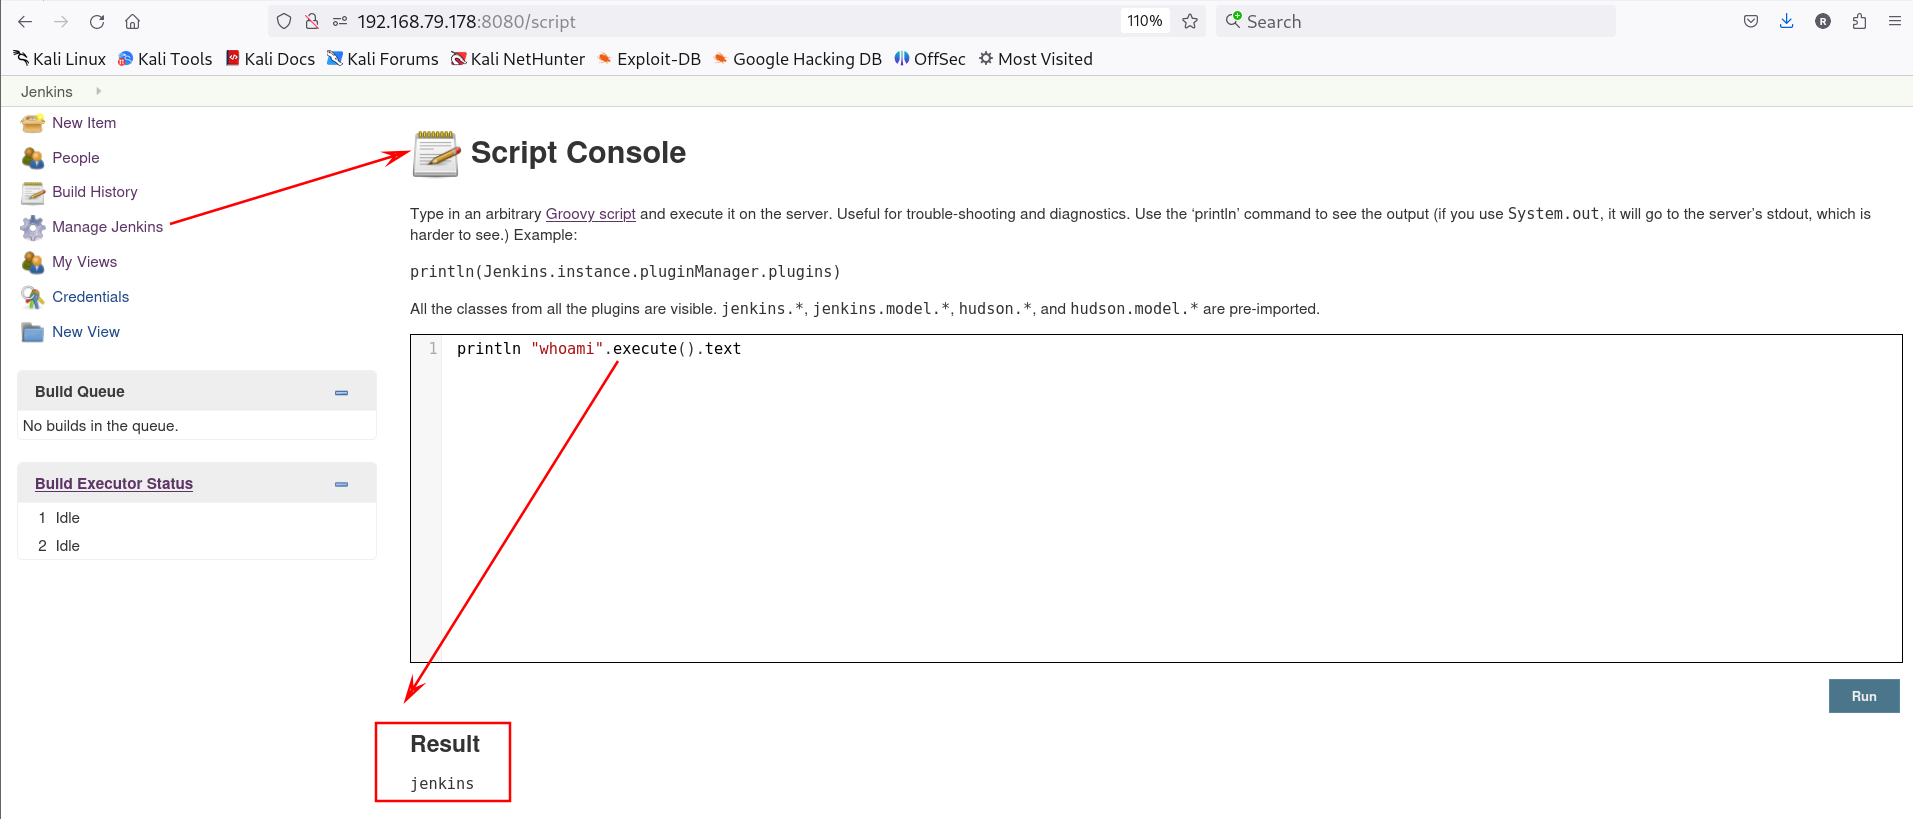 192.168.79.178:8080/script
110%
Search
Kali Linux Kali Tools Kali Docs Kali Forums Kali NetHunter Exploit-DB Google Hacking DB OffSec Most Visited
Jenkins
New Item
People
Build History
Manage Jenkins
My Views
Credentials
New View
Build Queue
No builds in the queue.
Build Executor Status
1 Idle
2 Idle
Script Console
Type in an arbitrary Groovy script and execute it on the server. Useful for trouble-shooting and diagnostics. Use the ‘println’ command to see the output (if you use System.out, it will go to the server’s stdout, which is
harder to see.) Example:
println(Jenkins.instance.pluginManager.plugins)
All the classes from all the plugins are visible. jenkins.*, jenkins.model.*, hudson.*, and hudson.model.* are pre-imported.
1 println "whoami".execute().text
Run
Result
jenkins